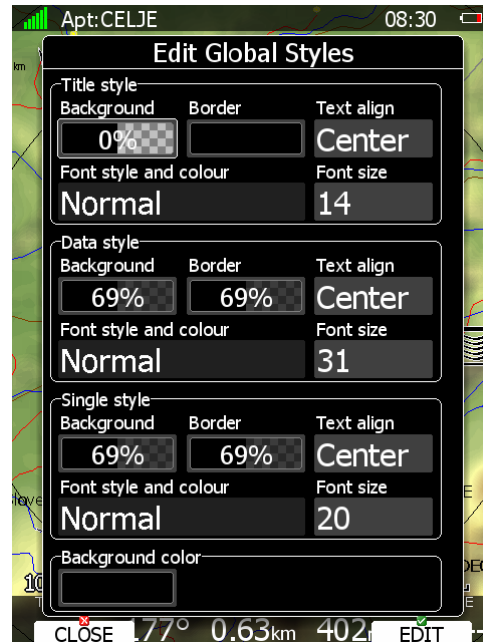 Apt:CELJE 08:30
km
Edit Global Styles
Title style
Background Border Text align
0% Center
Font style and colour Font size
Normal 14
Data style
Background Border Text align
69% 69% Center
Font style and colour Font size
Normal 31
Single style
Background Border Text align
69% 69% Center
Font style and colour Font size
Normal 20
Background color
CLOSE 177° 0.63km 402 EDIT